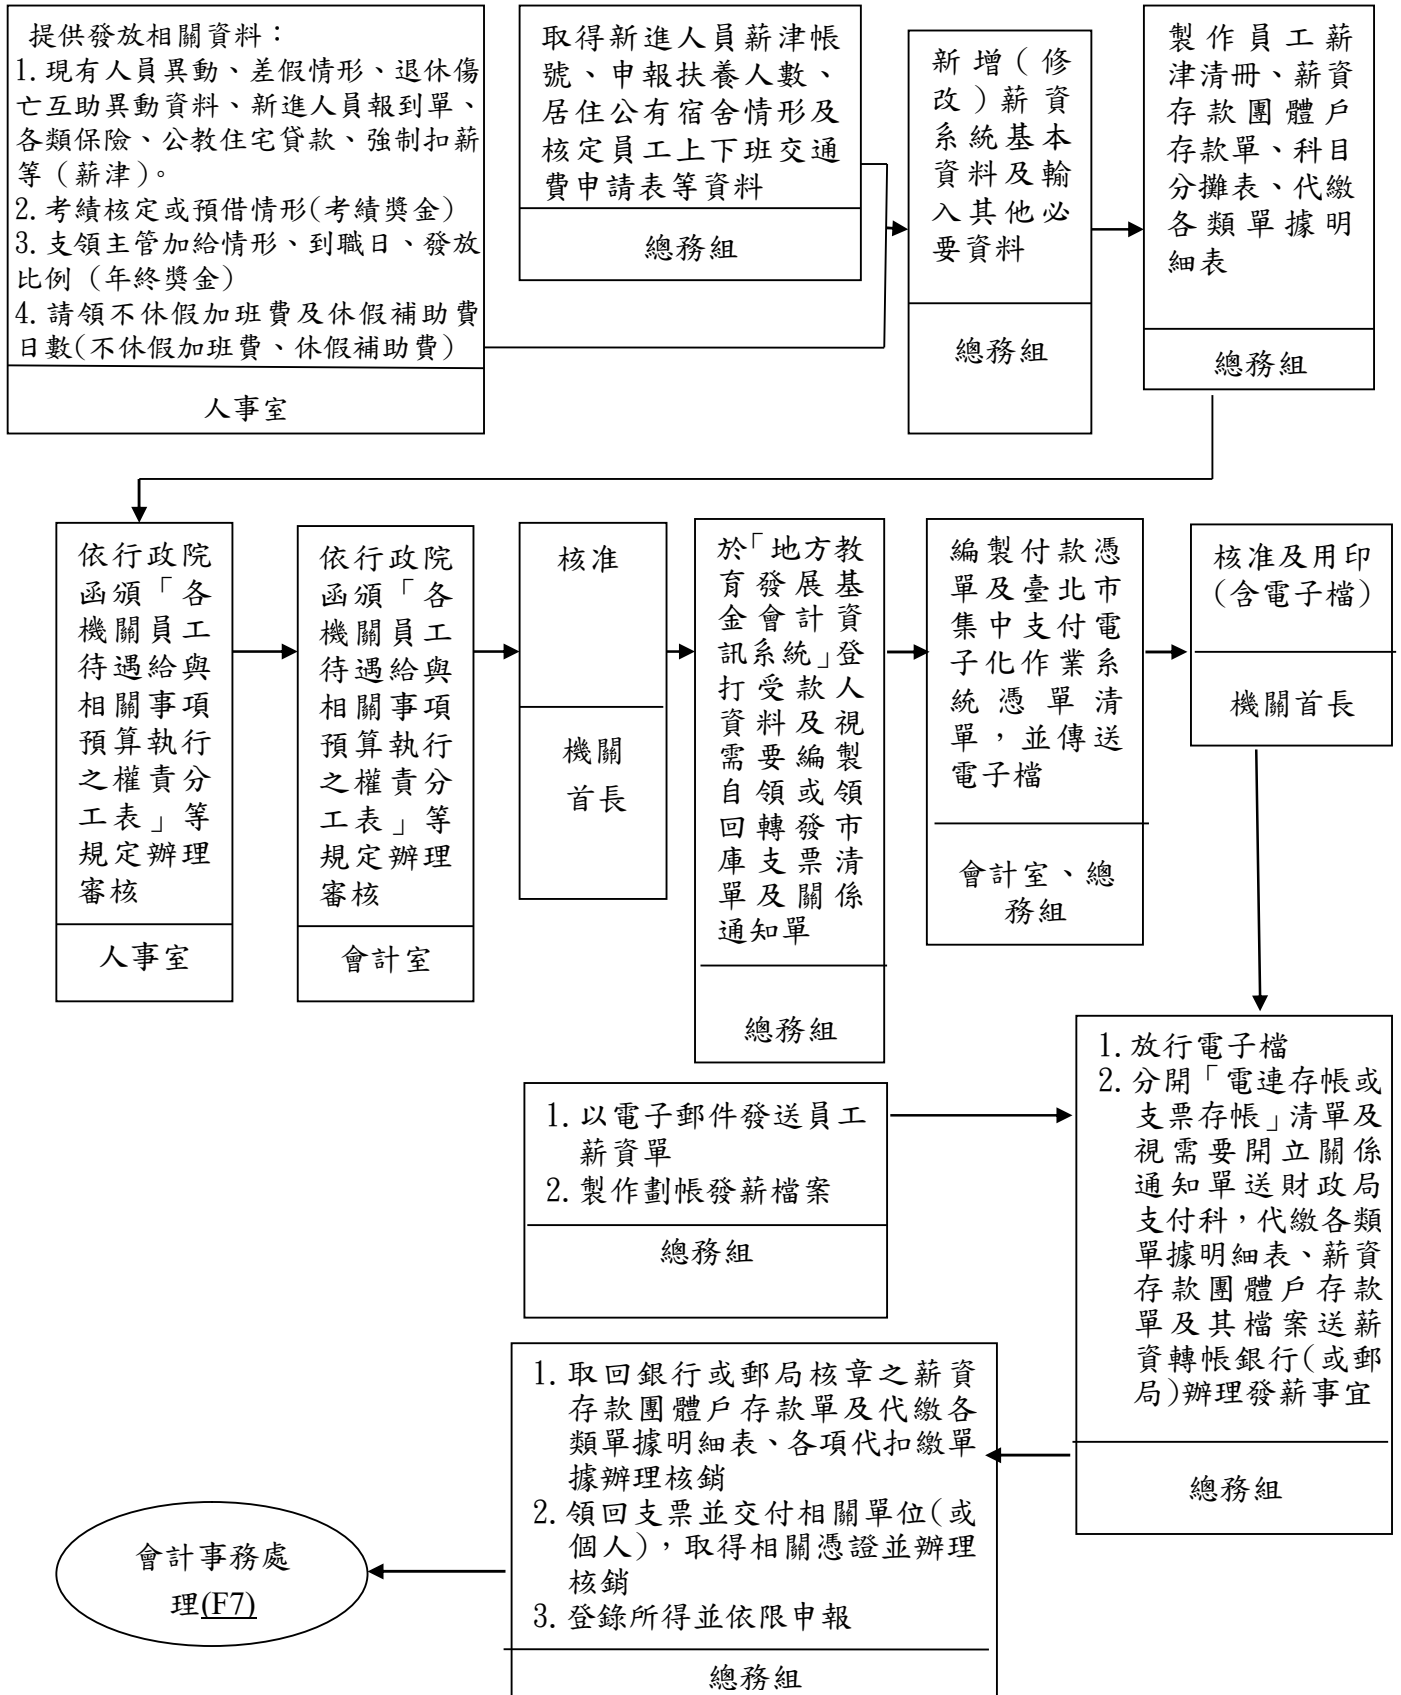 提供發放相關資料：
1.現有人員異動、差假情形、退休傷
亡互助異動資料、新進人員報到單、
各類保險、公教住宅貸款、強制扣薪
等（薪津）。
2.考績核定或預借情形(考績獎金)
3.支領主管加給情形、到職日、發放
比例（年終獎金）
4.請領不休假加班費及休假補助費
日數(不休假加班費、休假補助費)
人事室
取得新進人員薪津帳
號、申報扶養人數、
居住公有宿舍情形及
核定員工上下班交通
費申請表等資料
總務組
新增（修
改）薪資
系統基本
資料及輸
入其他必
要資料
總務組
製作員工薪
津清冊、薪資
存款團體戶
存款單、科目
分攤表、代繳
各類單據明
細表
總務組
依行政院
函頒「各
機關員工
待遇給與
相關事項
預算執行
之權責分
工表」等
規定辦理
審核
人事室
依行政院
函頒「各
機關員工
待遇給與
相關事項
預算執行
之權責分
工表」等
規定辦理
審核
會計室
核准
機關
首長
於「地方教
育發展基
金會計資
訊系統」登
打受款人
資料及視
需要編製
自領或領
回轉發市
庫支票清
單及關係
通知單
總務組
編製付款憑
單及臺北市
集中支付電
子化作業系
統憑單清
單，並傳送
電子檔
會計室、總
務組
核准及用印
(含電子檔)
機關首長
1.放行電子檔
2.分開「電連存帳或
支票存帳」清單及
視需要開立關係
通知單送財政局
支付科，代繳各類
單據明細表、薪資
存款團體戶存款
單及其檔案送薪
資轉帳銀行(或郵
局)辦理發薪事宜
總務組
1.以電子郵件發送員工
薪資單
2.製作劃帳發薪檔案
總務組
1.取回銀行或郵局核章之薪資
存款團體戶存款單及代繳各
類單據明細表、各項代扣繳單
據辦理核銷
2.領回支票並交付相關單位(或
個人)，取得相關憑證並辦理
核銷
3.登錄所得並依限申報
總務組
會計事務處
理(F7)